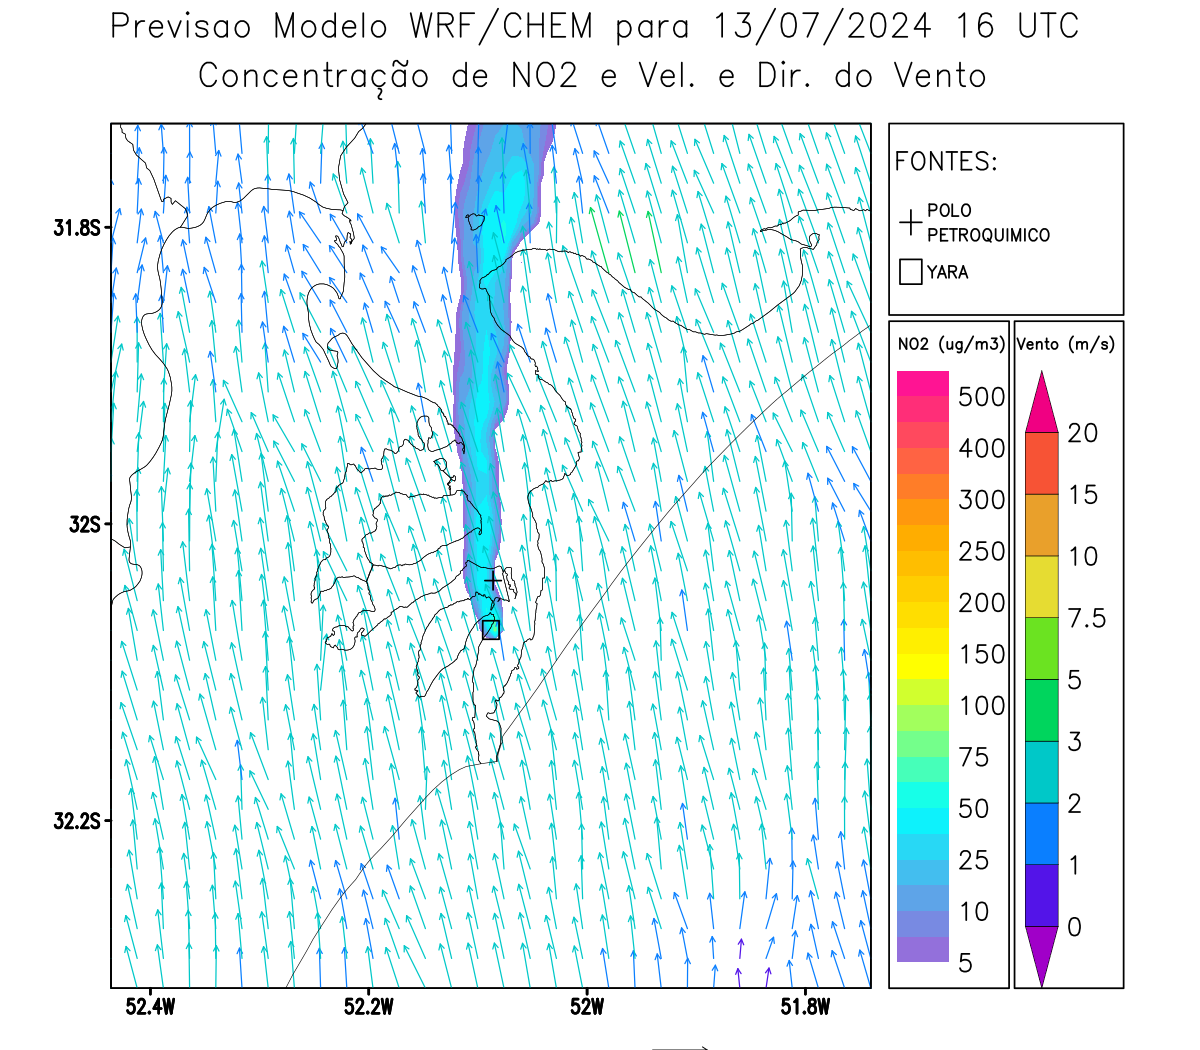 Previsao Modelo WRF/CHEM para 13/07/2024 16 UTC
Concentração de NO2 e Vel. e Dir. do Vento
FONTES:
POLO
PETROQUIMICO
YARA
NO2 (ug/m3)
500
400
300
250
200
150
100
75
50
25
10
5
Vento (m/s)
20
15
10
7.5
5
3
2
1
0
31.8S
32S
32.2S
52.4W
52.2W
52W
51.8W